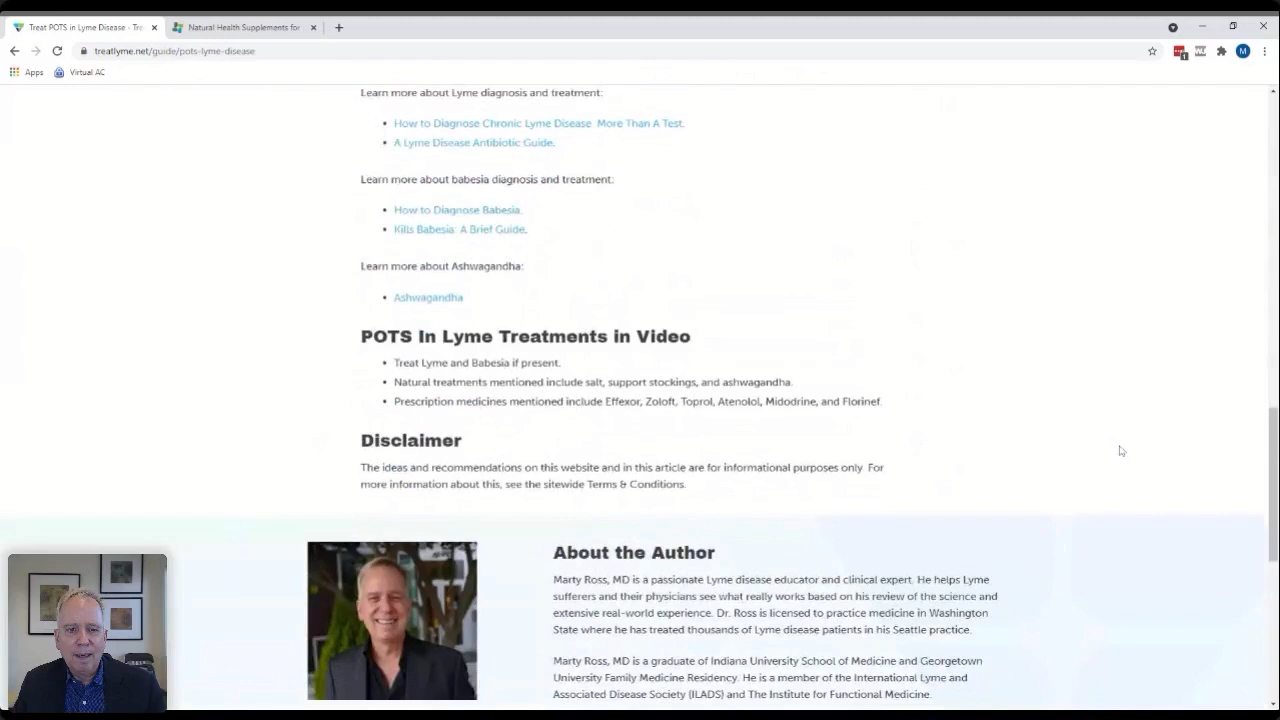 Treat POTS in Lyme Disease - Tre
Natural Health Supplements for
treatlyme.net/guide/pots-lyme-disease
1
M
Apps
Virtual AC
Learn more about Lyme diagnosis and treatment:
• How to Diagnose Chronic Lyme Disease More Than A Test.
• A Lyme Disease Antibiotic Guide.
Learn more about babesia diagnosis and treatment:
• How to Diagnose Babesia.
• Kills Babesia: A Brief Guide.
Learn more about Ashwagandha:
• Ashwagandha
POTS In Lyme Treatments in Video
• Treat Lyme and Babesia if present.
• Natural treatments mentioned include salt, support stockings, and ashwagandha.
• Prescription medicines mentioned include Effexor, Zoloft, Toprol, Atenolol, Midodrine, and Florinef.
Disclaimer
The ideas and recommendations on this website and in this article are for informational purposes only. For
more information about this, see the sitewide Terms & Conditions.
About the Author
Marty Ross, MD is a passionate Lyme disease educator and clinical expert. He helps Lyme
sufferers and their physicians see what really works based on his review of the science and
extensive real-world experience. Dr. Ross is licensed to practice medicine in Washington
State where he has treated thousands of Lyme disease patients in his Seattle practice.
Marty Ross, MD is a graduate of Indiana University School of Medicine and Georgetown
University Family Medicine Residency. He is a member of the International Lyme and
Associated Disease Society (ILADS) and The Institute for Functional Medicine.